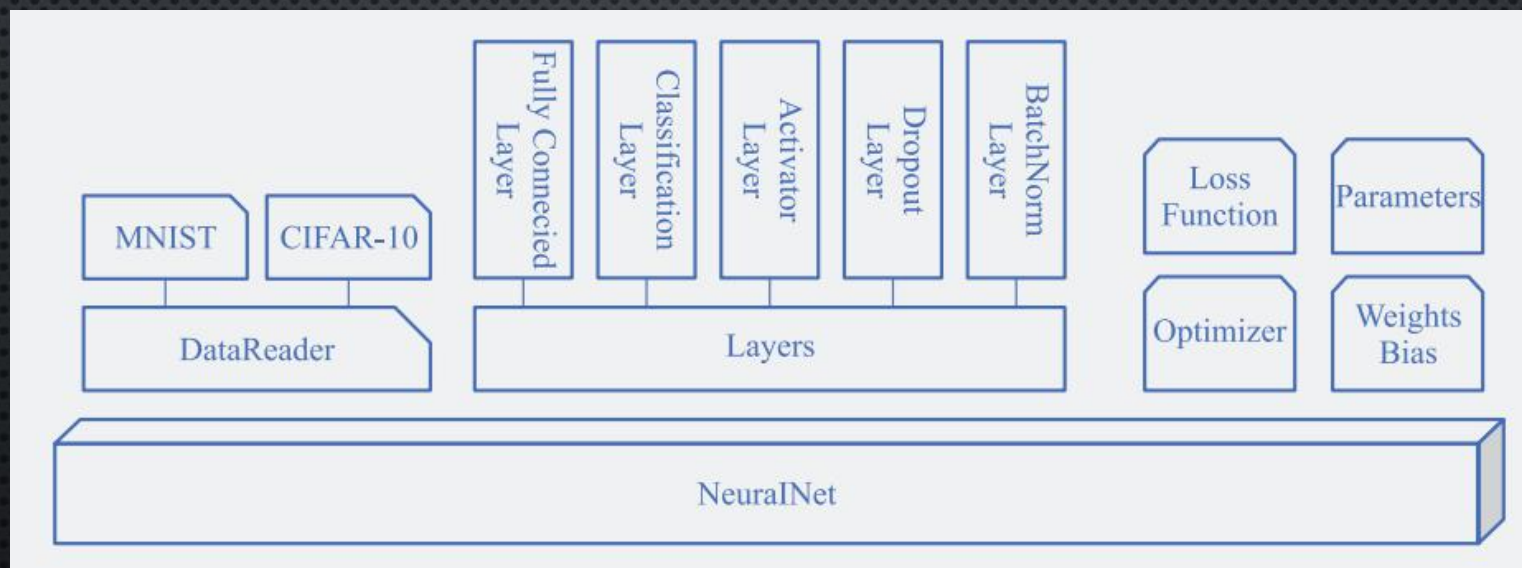 MNIST
CIFAR-10
DataReader
Fully Connecied
Layer
Classification
Layer
Activator
Layer
Dropout
Layer
BatchNorm
Layer
Layers
Loss
Function
Parameters
Optimizer
Weights
Bias
NeuraINet